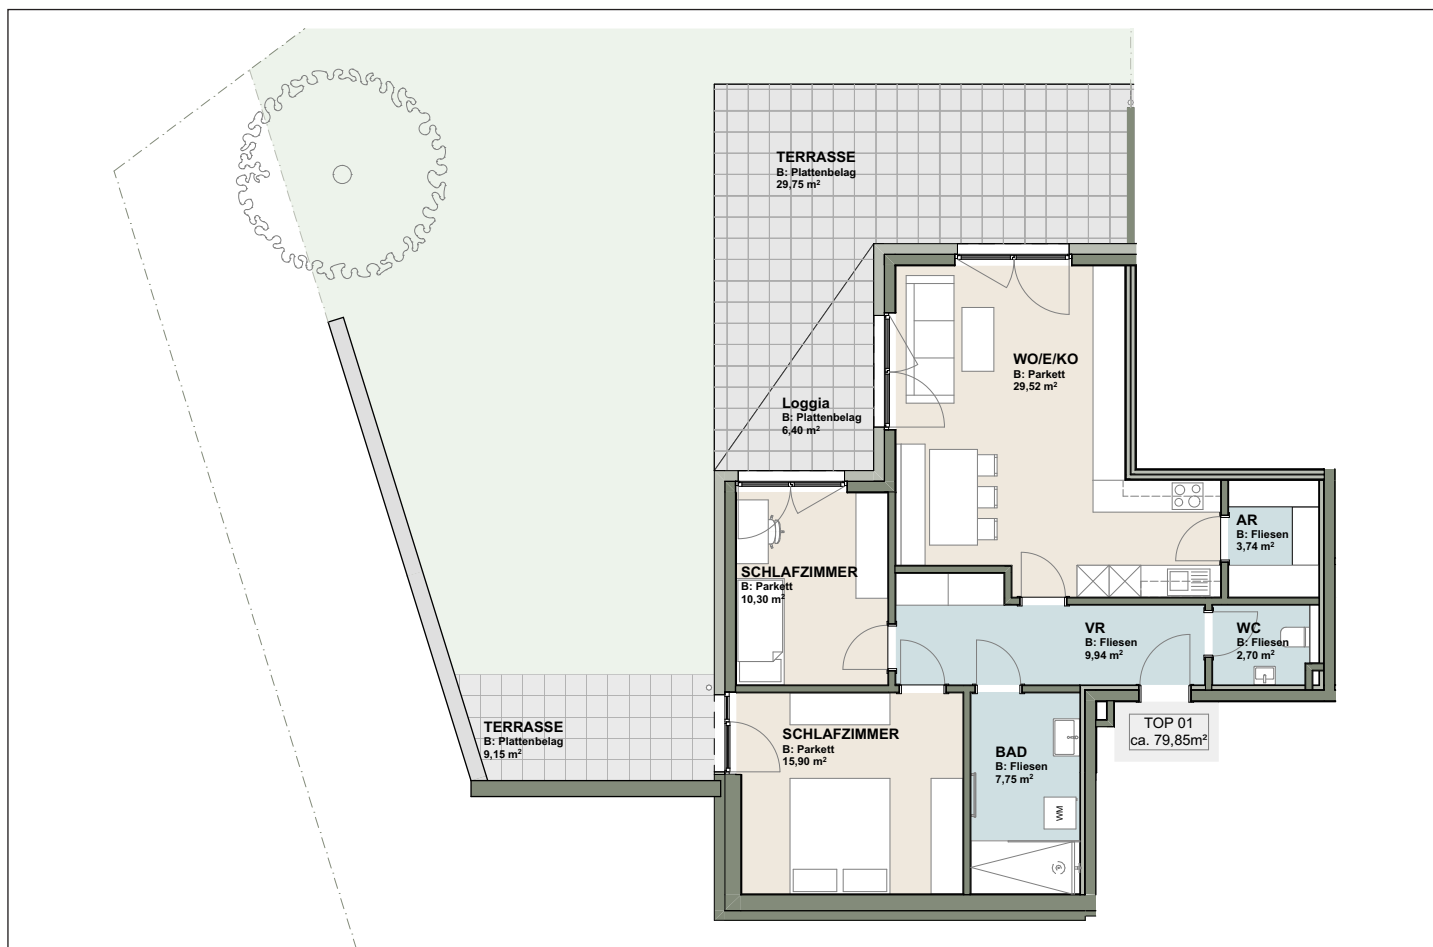 TERRASSE
B: Plattenbelag
29,75 m²
WO/E/KO
B: Parkett
29,52 m²
Loggia
B: Plattenbelag
6,40 m²
AR
B: Fliesen
3,74 m²
SCHLAFZIMMER
B: Parkett
10,30 m²
VR
B: Fliesen
9,94 m²
WC
B: Fliesen
2,70 m²
TERRASSE
B: Plattenbelag
9,15 m²
SCHLAFZIMMER
B: Parkett
15,90 m²
BAD
B: Fliesen
7,75 m²
TOP 01
ca. 79,85m²
WM